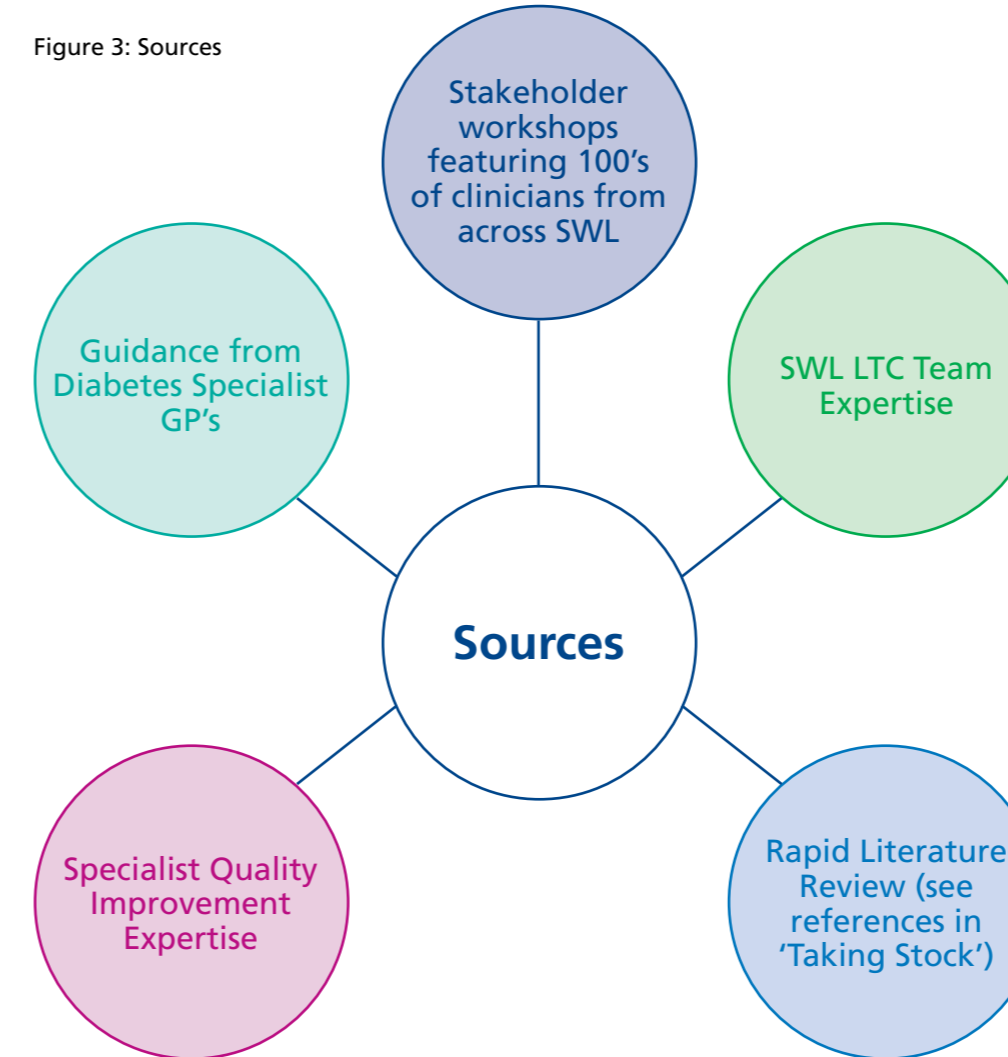 Figure 3: Sources
Stakeholder
workshops
featuring 100's
of clinicians from
across SWL
Guidance from
Diabetes Specialist
GP's
SWL LTC Team
Expertise
Sources
Specialist Quality
Improvement
Expertise
Rapid Literature
Review (see
references in
‘Taking Stock’)